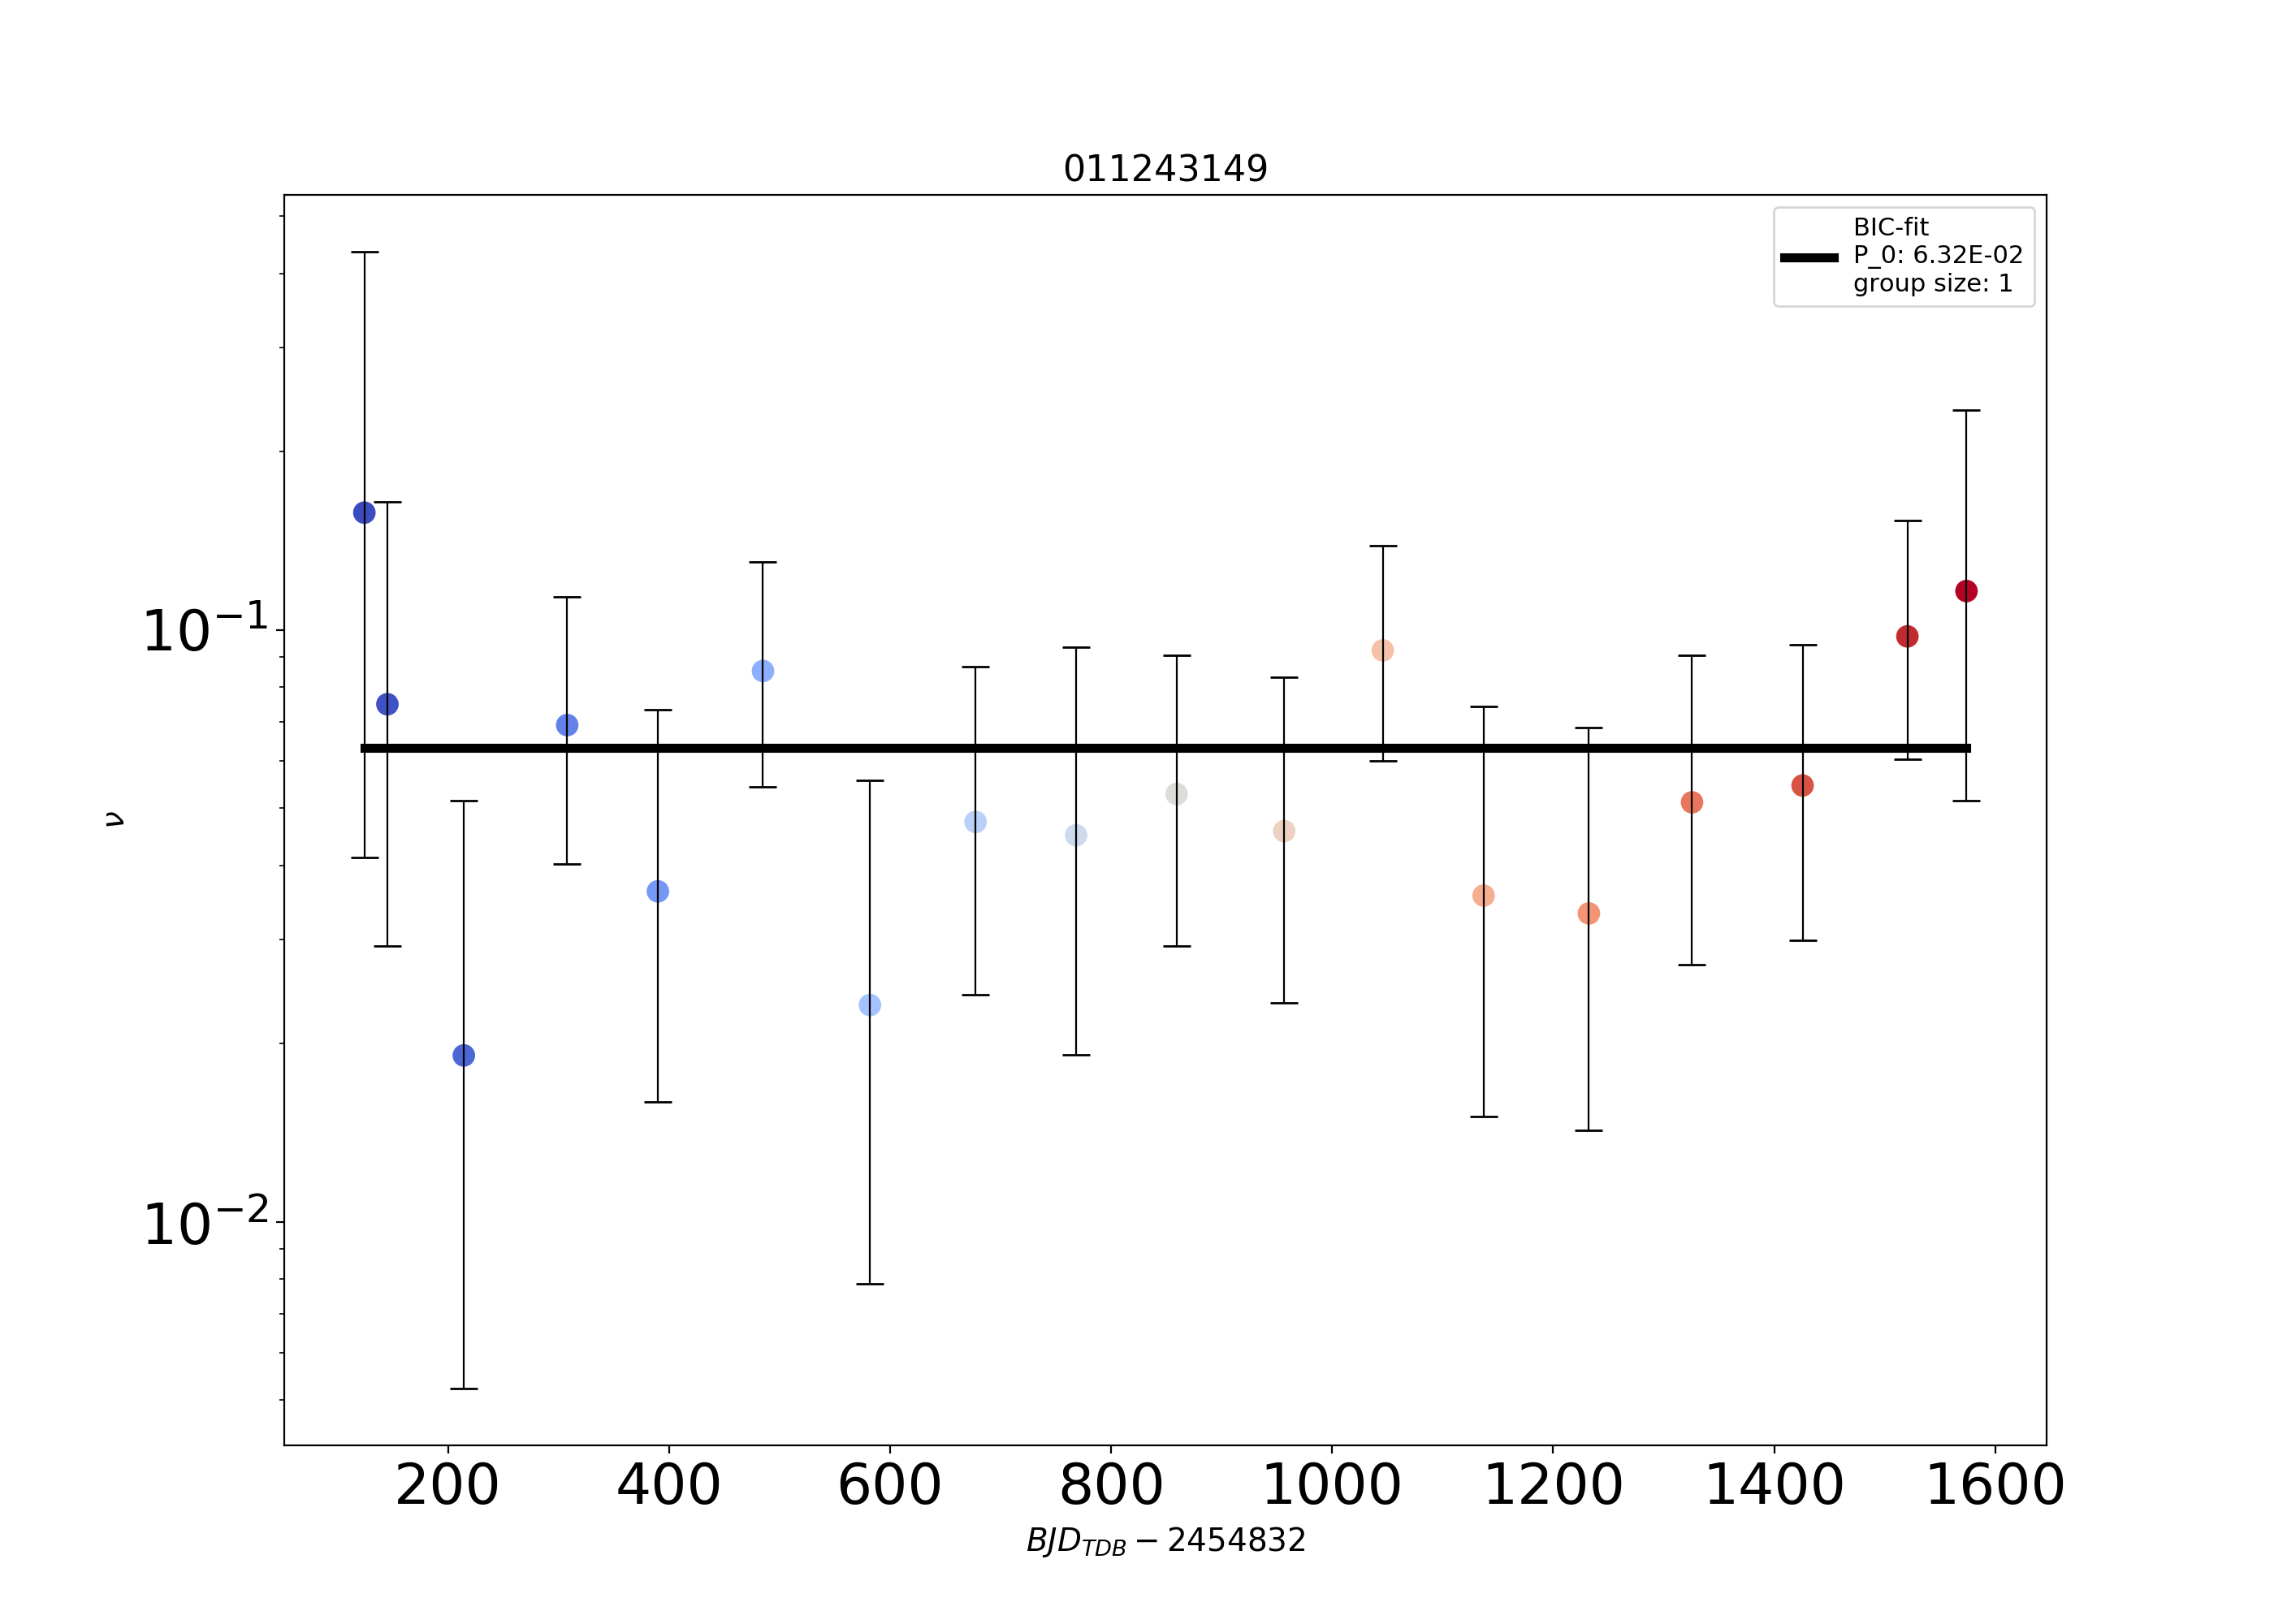 011243149
BIC-fit
P_0: 6.32E-02
group size: 1
10⁻¹
10⁻²
ν
200 400 600 800 1000 1200 1400 1600
BJD_TDB − 2454832